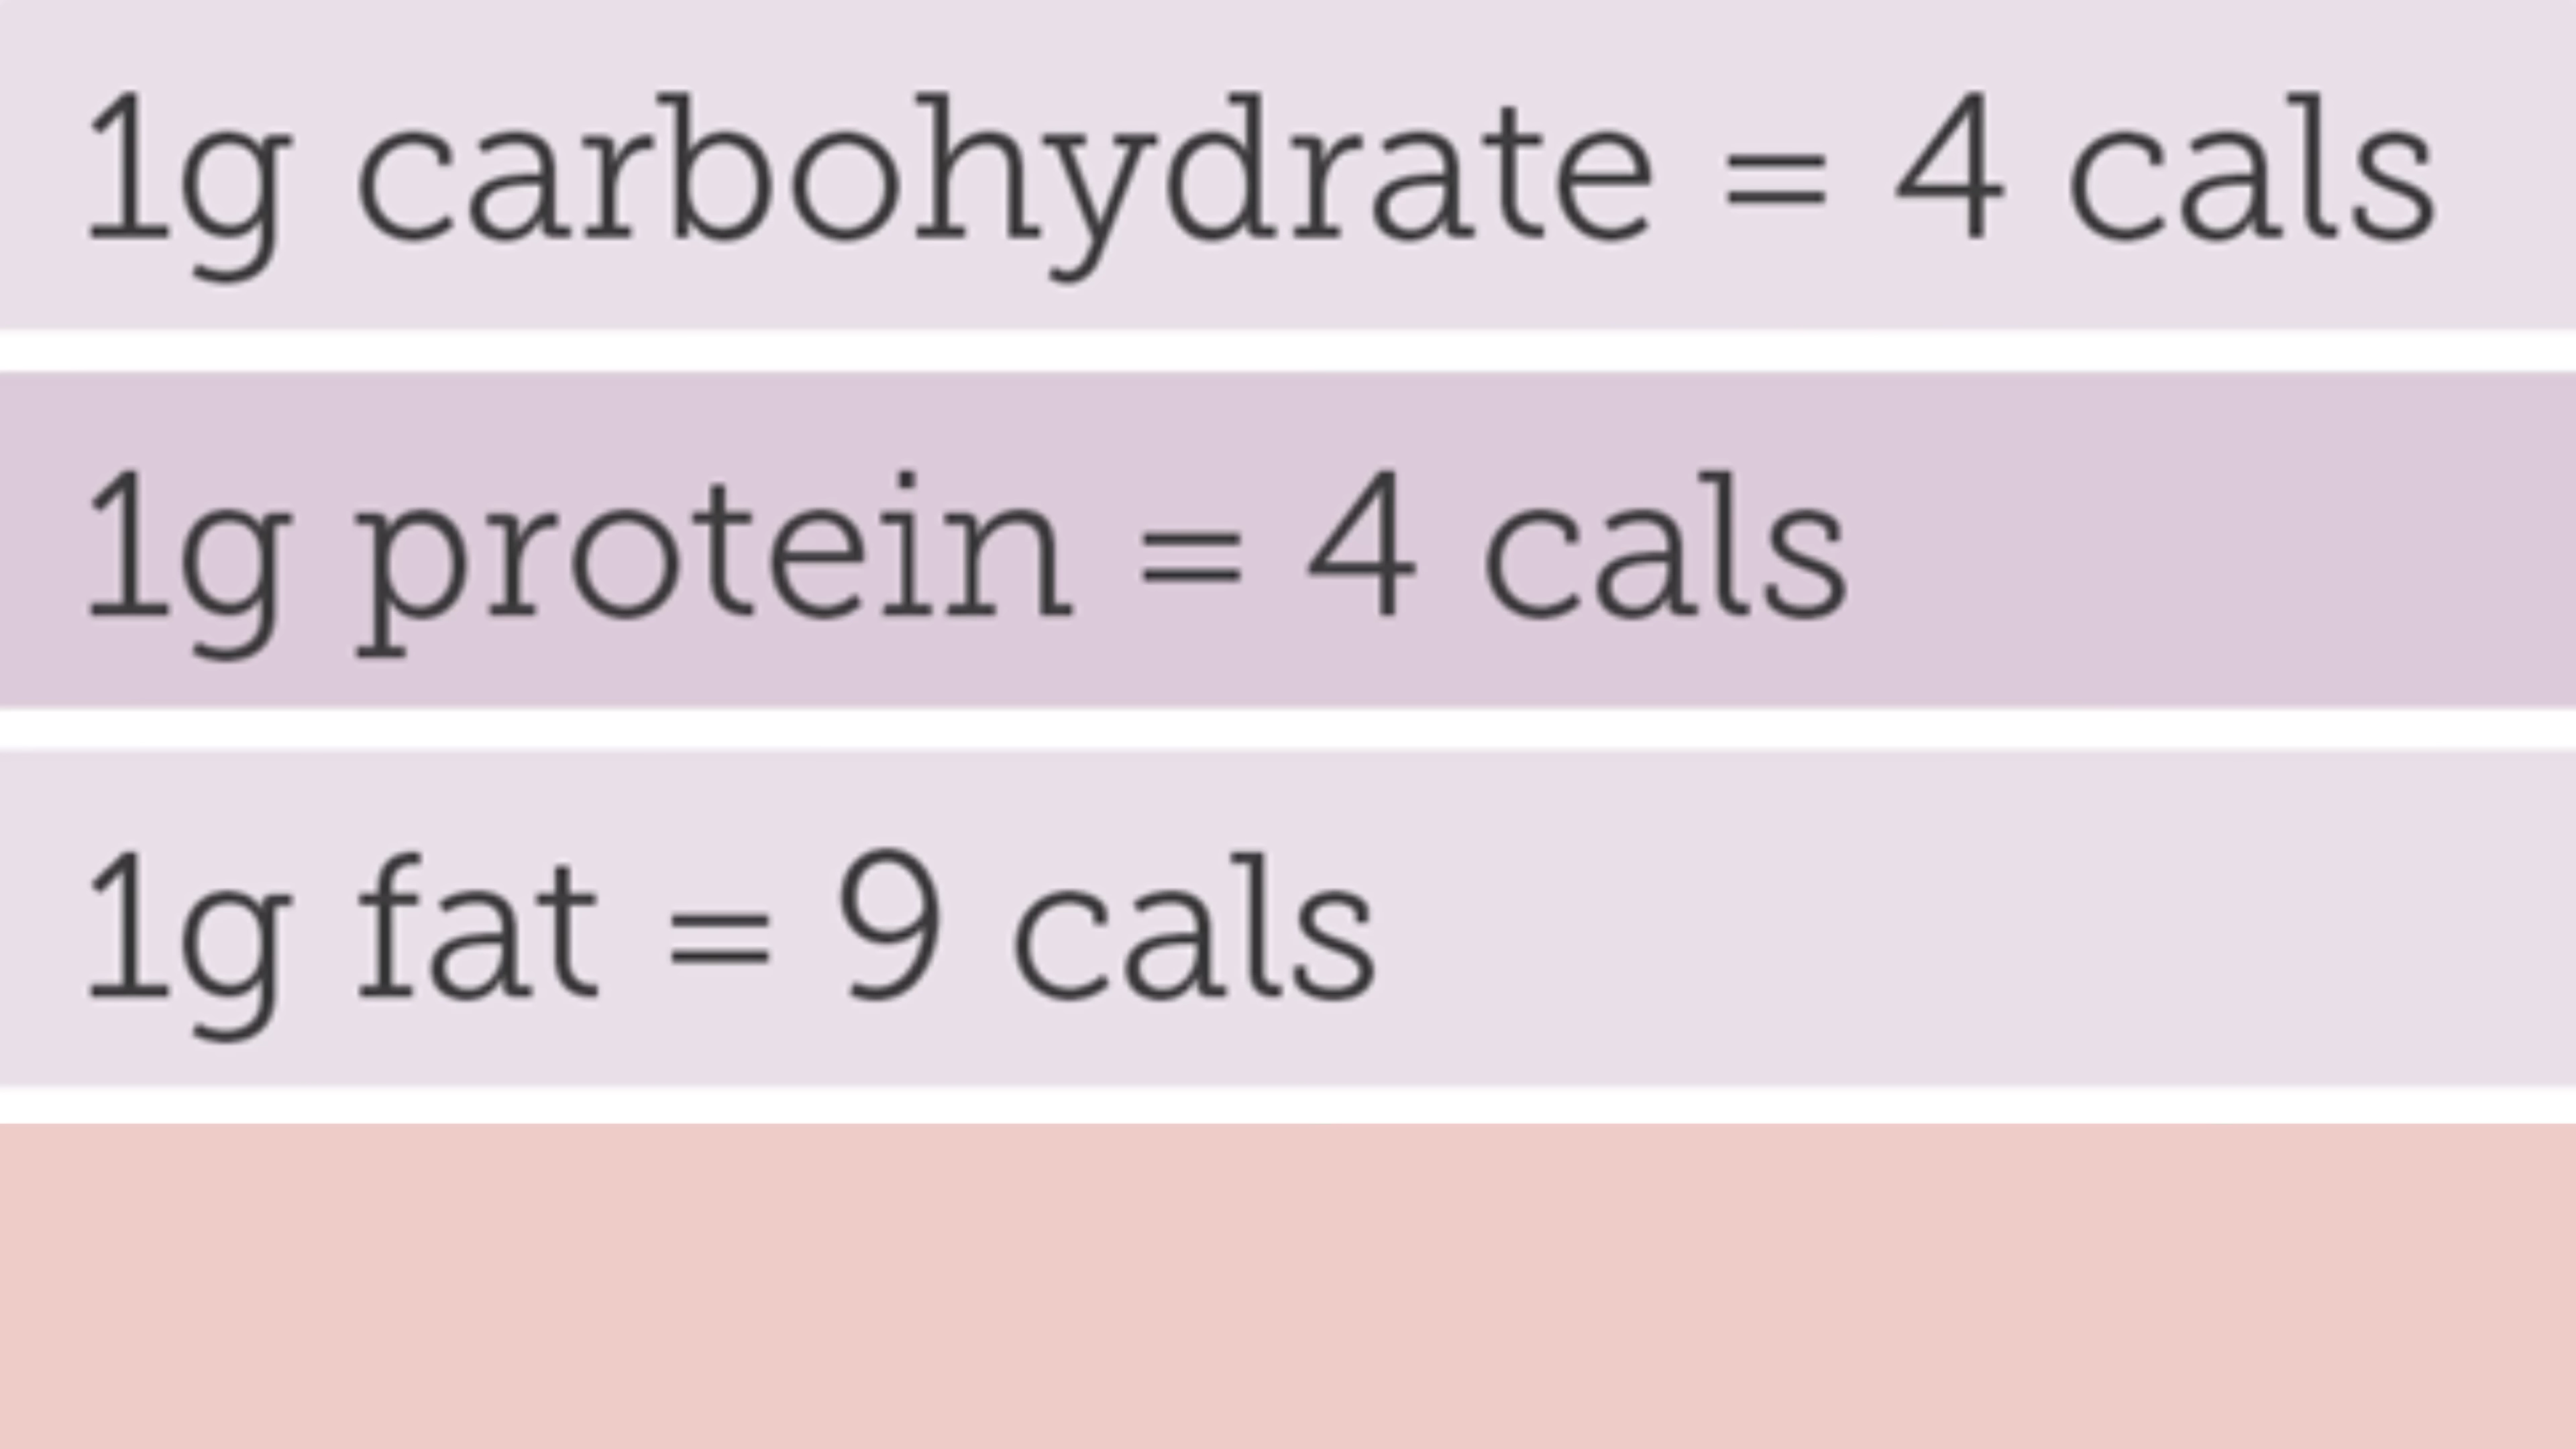 1g carbohydrate = 4 cals
1g protein = 4 cals
1g fat = 9 cals